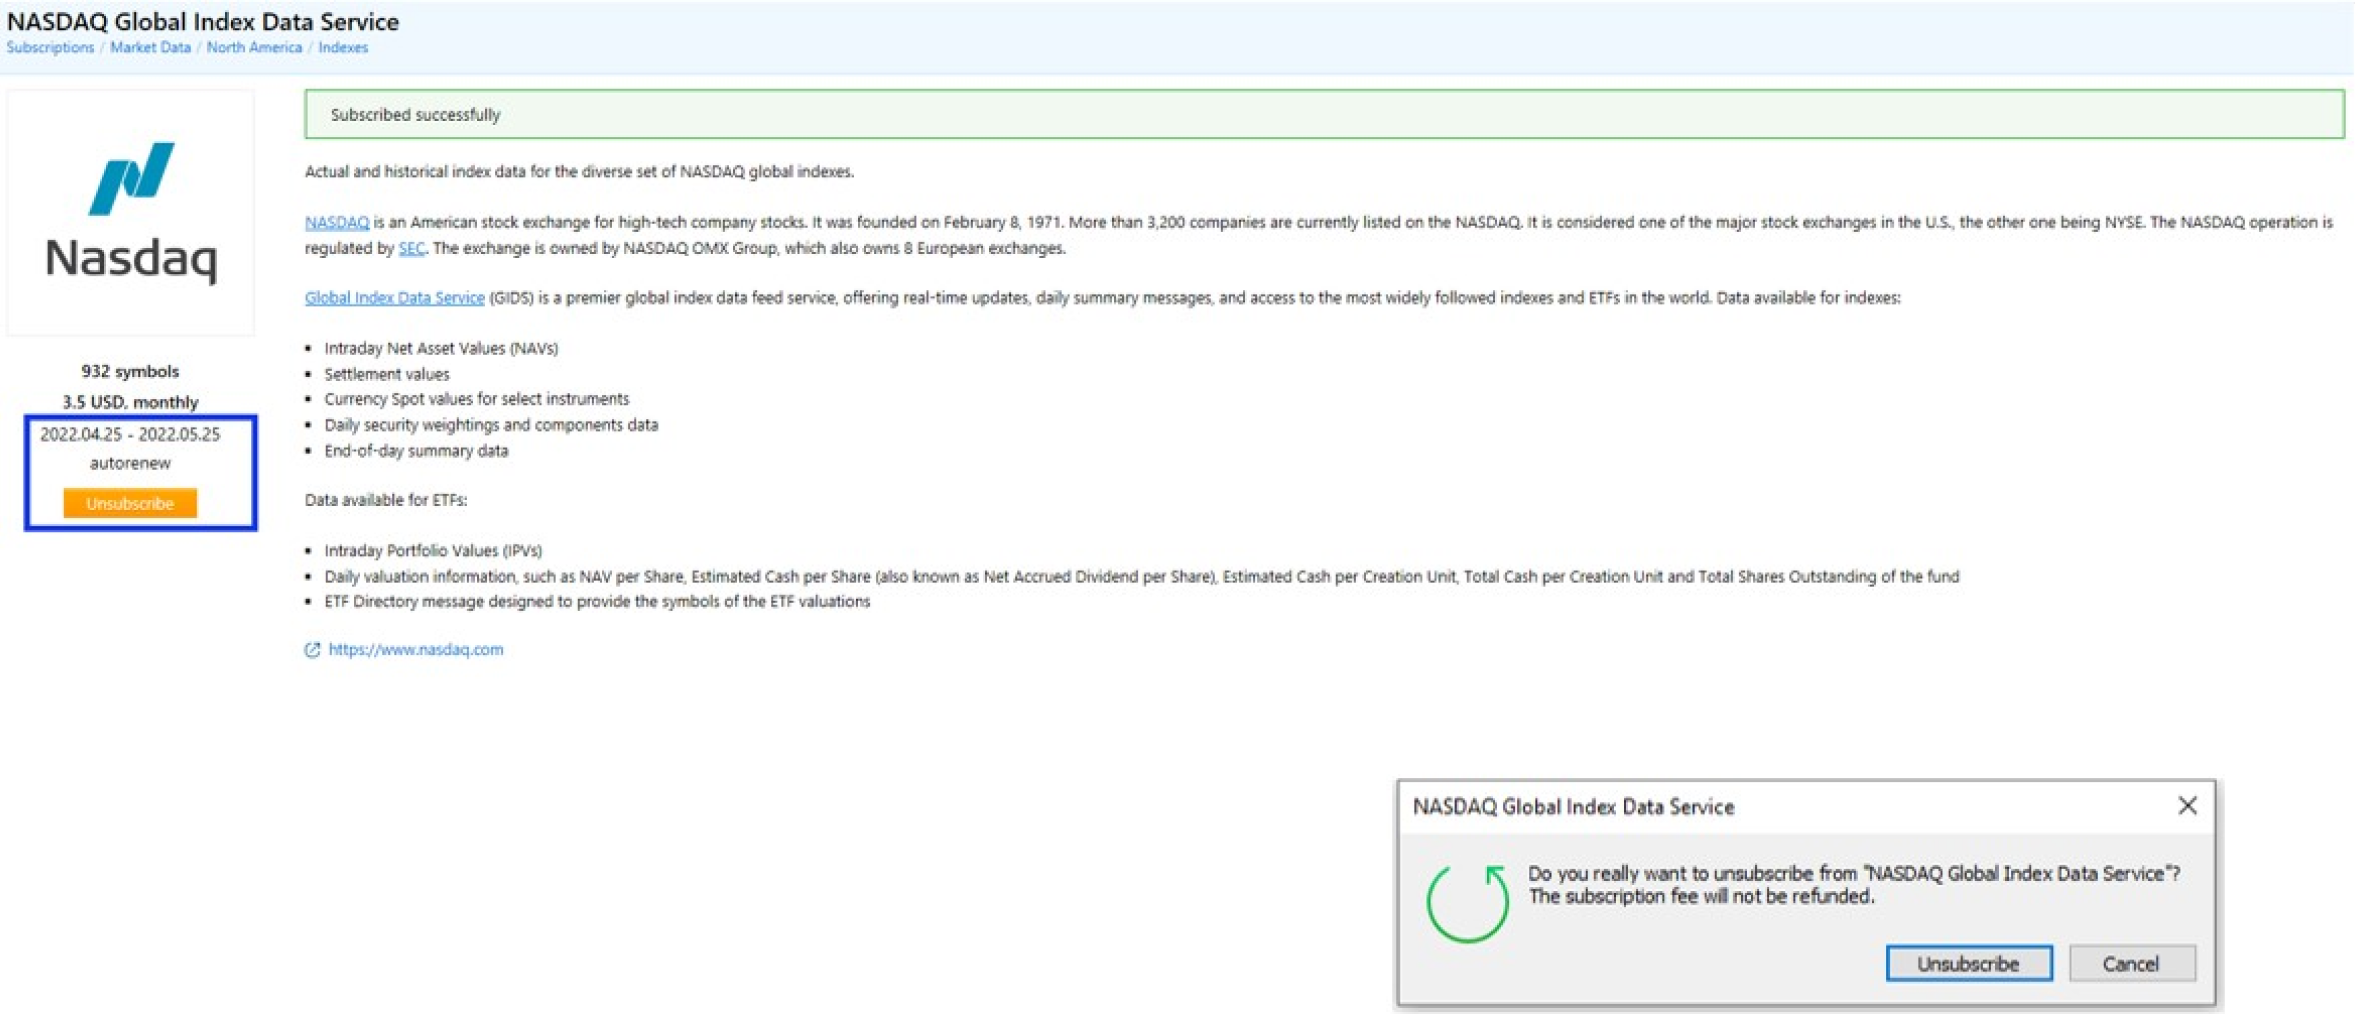 NASDAQ Global Index Data Service
Subscriptions / Market Data / North America / Indexes
Nasdaq
932 symbols
3.5 USD, monthly
2022.04.25 - 2022.05.25
autorenew
Unsubscribe
Subscribed successfully
Actual and historical index data for the diverse set of NASDAQ global indexes.
NASDAQ is an American stock exchange for high-tech company stocks. It was founded on February 8, 1971. More than 3,200 companies are currently listed on the NASDAQ. It is considered one of the major stock exchanges in the U.S., the other one being NYSE. The NASDAQ operation is
regulated by SEC. The exchange is owned by NASDAQ OMX Group, which also owns 8 European exchanges.
Global Index Data Service (GIDS) is a premier global index data feed service, offering real-time updates, daily summary messages, and access to the most widely followed indexes and ETFs in the world. Data available for indexes:
• Intraday Net Asset Values (NAVs)
• Settlement values
• Currency Spot values for select instruments
• Daily security weightings and components data
• End-of-day summary data
Data available for ETFs:
• Intraday Portfolio Values (IPVs)
• Daily valuation information, such as NAV per Share, Estimated Cash per Share (also known as Net Accrued Dividend per Share), Estimated Cash per Creation Unit, Total Cash per Creation Unit and Total Shares Outstanding of the fund
• ETF Directory message designed to provide the symbols of the ETF valuations
https://www.nasdaq.com
NASDAQ Global Index Data Service
Do you really want to unsubscribe from "NASDAQ Global Index Data Service"?
The subscription fee will not be refunded.
Unsubscribe
Cancel